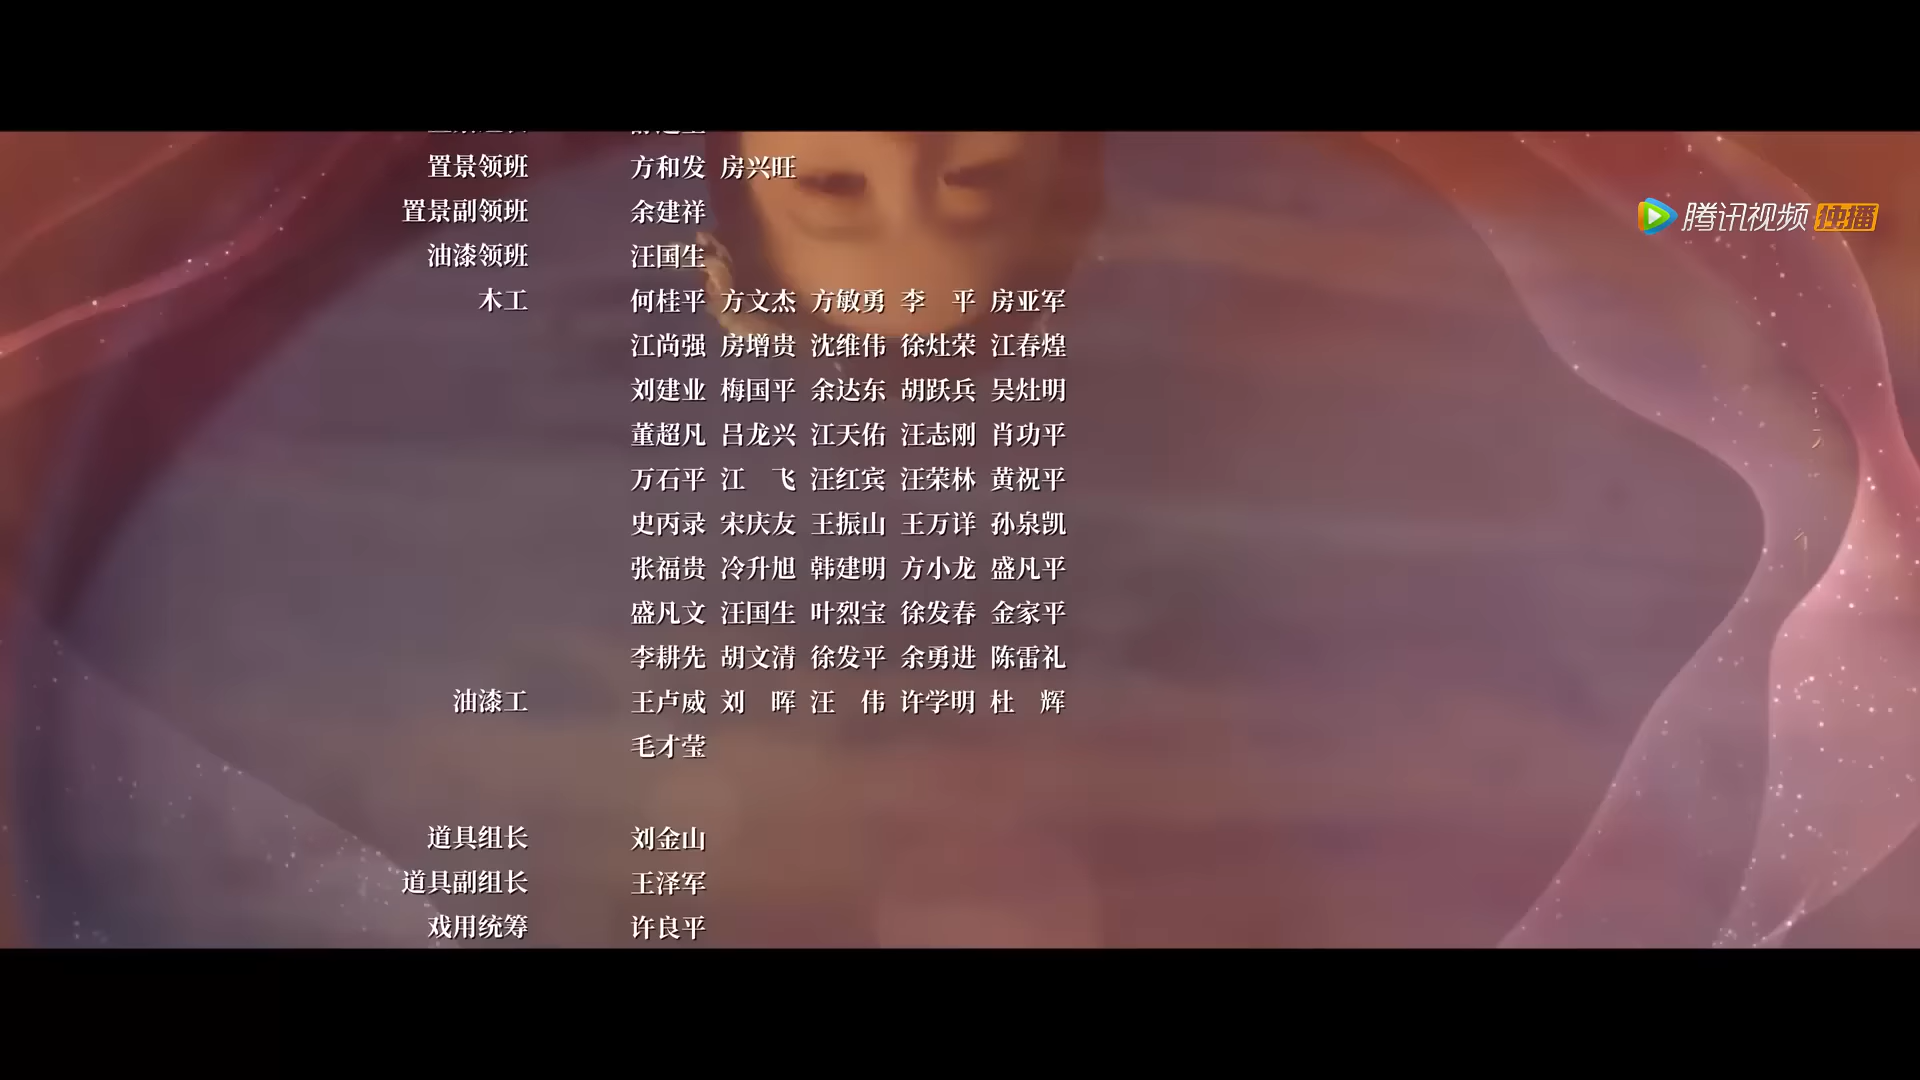 置景领班 方和发 房兴旺
腾讯视频 独播
置景副领班 余建祥
油漆领班 汪国生
木工 何桂平 方文杰 方敏勇 李 平 房亚军
江尚强 房增贵 沈维伟 徐灶荣 江春煌
刘建业 梅国平 余达东 胡跃兵 吴灶明
董超凡 吕龙兴 江天佑 汪志刚 肖功平
万石平 江 飞 汪红宾 汪荣林 黄祝平
史丙录 宋庆友 王振山 王万详 孙泉凯
张福贵 冷升旭 韩建明 方小龙 盛凡平
盛凡文 汪国生 叶烈宝 徐发春 金家平
李耕先 胡文清 徐发平 余勇进 陈雷礼
油漆工 王卢威 刘 晖 汪 伟 许学明 杜 辉
毛才莹
道具组长 刘金山
道具副组长 王泽军
戏用统筹 许良平